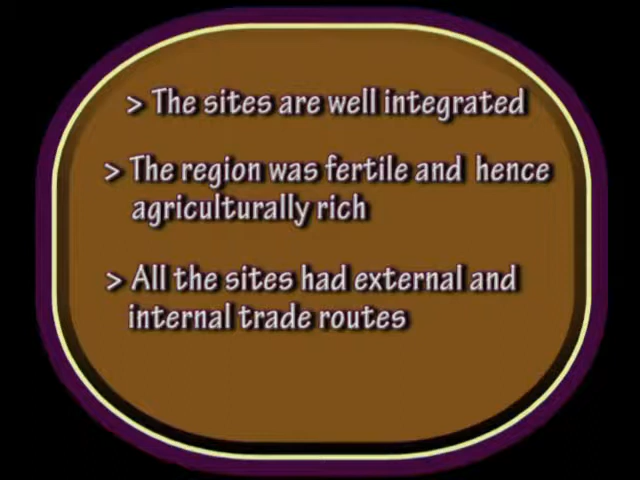 > The sites are well integrated
> The region was fertile and hence
agriculturally rich
> All the sites had external and
internal trade routes